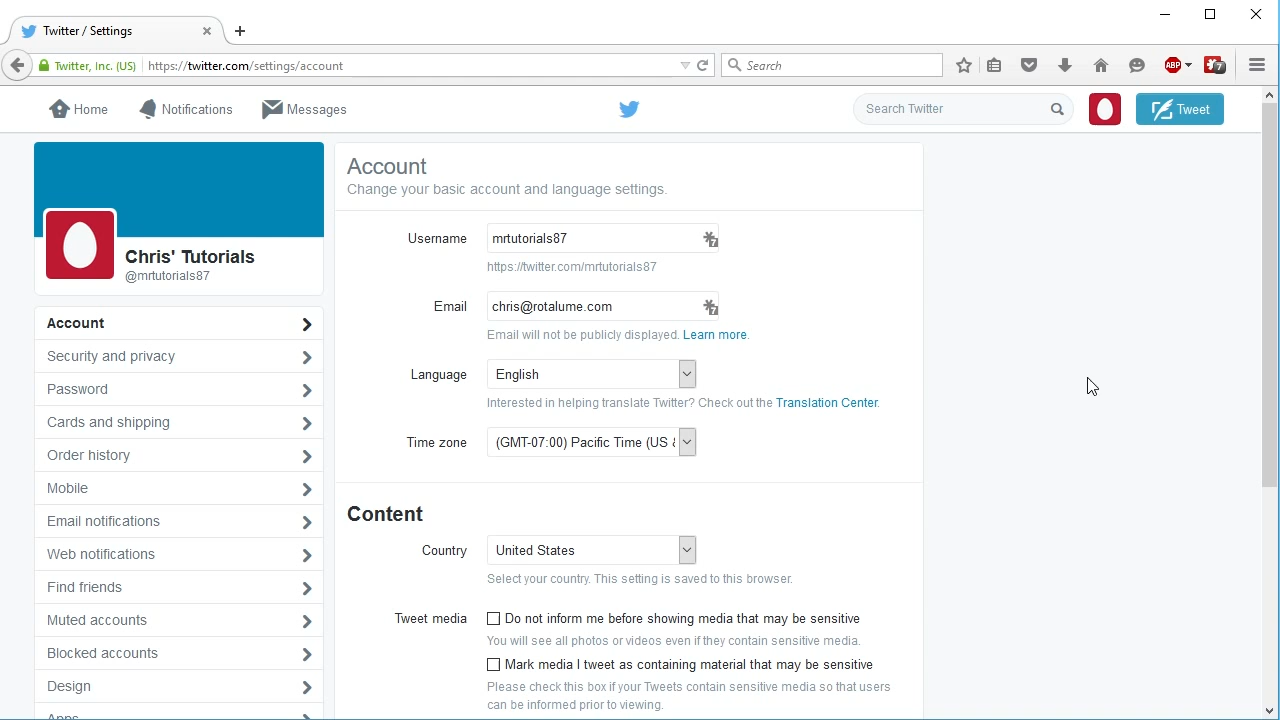 Twitter / Settings
Twitter, Inc. (US)
https://twitter.com/settings/account
Search
ABP
7
Home
Notifications
Messages
Search Twitter
Tweet
Chris' Tutorials
@mrtutorials87
Account
Security and privacy
Password
Cards and shipping
Order history
Mobile
Email notifications
Web notifications
Find friends
Muted accounts
Blocked accounts
Design
Apps
Account
Change your basic account and language settings.
Username
mrtutorials87
7
https://twitter.com/mrtutorials87
Email
chris@rotalume.com
7
Email will not be publicly displayed. Learn more.
Language
English
Interested in helping translate Twitter? Check out the Translation Center.
Time zone
(GMT-07:00) Pacific Time (US &
Content
Country
United States
Select your country. This setting is saved to this browser.
Tweet media
Do not inform me before showing media that may be sensitive
You will see all photos or videos even if they contain sensitive media.
Mark media I tweet as containing material that may be sensitive
Please check this box if your Tweets contain sensitive media so that users
can be informed prior to viewing.